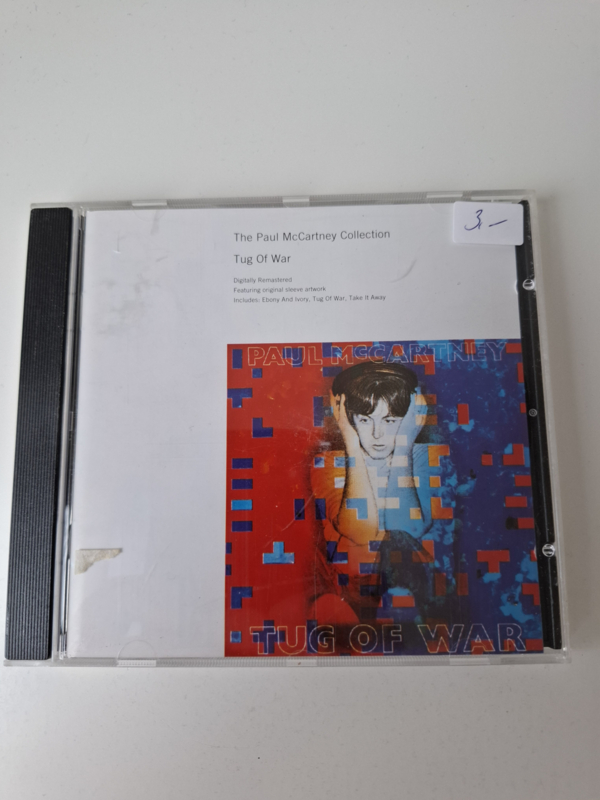 3,–
The Paul McCartney Collection
Tug Of War
Digitally Remastered
Featuring original sleeve artwork
Includes: Ebony And Ivory, Tug Of War, Take It Away
PAUL McCARTNEY
TUG OF WAR